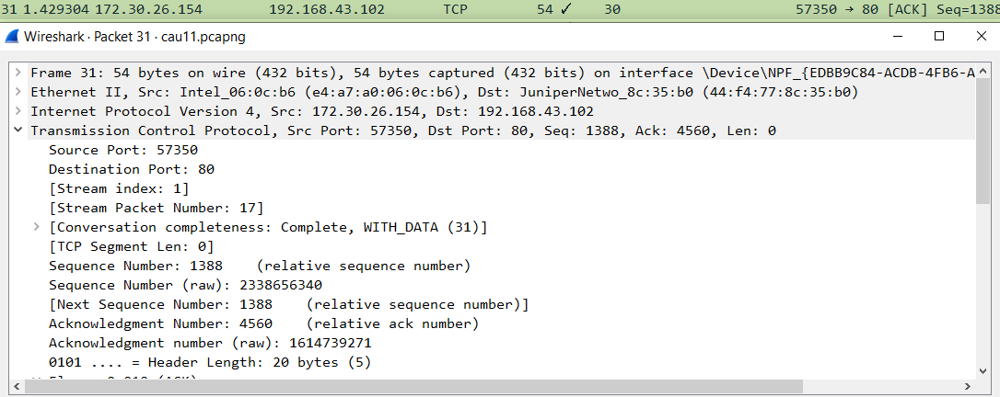 31 1.429304 172.30.26.154 192.168.43.102 TCP 54 ✓ 30 57350 → 80 [ACK] Seq=1388
Wireshark · Packet 31 · cau11.pcapng
Frame 31: 54 bytes on wire (432 bits), 54 bytes captured (432 bits) on interface \Device\NPF_{EDBB9C84-ACDB-4FB6-A
Ethernet II, Src: Intel_06:0c:b6 (e4:a7:a0:06:0c:b6), Dst: JuniperNetwo_8c:35:b0 (44:f4:77:8c:35:b0)
Internet Protocol Version 4, Src: 172.30.26.154, Dst: 192.168.43.102
Transmission Control Protocol, Src Port: 57350, Dst Port: 80, Seq: 1388, Ack: 4560, Len: 0
Source Port: 57350
Destination Port: 80
[Stream index: 1]
[Stream Packet Number: 17]
[Conversation completeness: Complete, WITH_DATA (31)]
[TCP Segment Len: 0]
Sequence Number: 1388    (relative sequence number)
Sequence Number (raw): 2338656340
[Next Sequence Number: 1388    (relative sequence number)]
Acknowledgment Number: 4560    (relative ack number)
Acknowledgment number (raw): 1614739271
0101 .... = Header Length: 20 bytes (5)